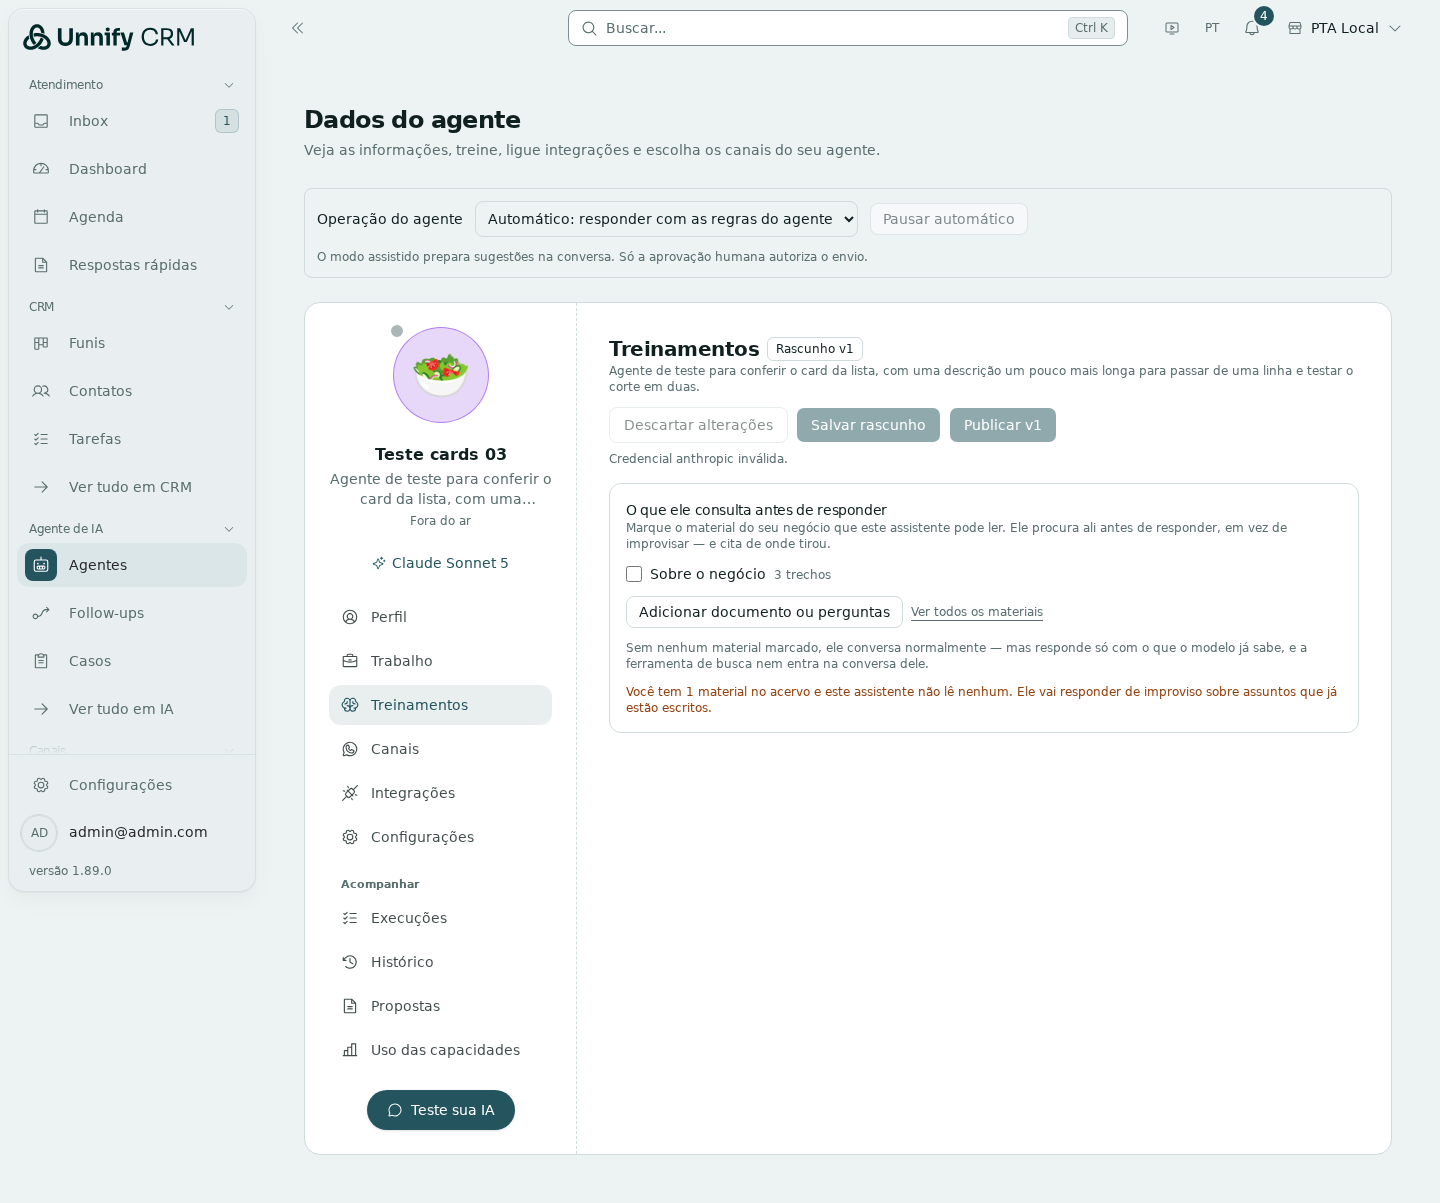 Unnify CRM
Atendimento
Inbox
1
Dashboard
Agenda
Respostas rápidas
CRM
Funis
Contatos
Tarefas
Ver tudo em CRM
Agente de IA
Agentes
Follow-ups
Casos
Ver tudo em IA
Canais
Configurações
AD
admin@admin.com
versão 1.89.0
Buscar...
Ctrl K
PT
4
PTA Local
Dados do agente
Veja as informações, treine, ligue integrações e escolha os canais do seu agente.
Operação do agente
Automático: responder com as regras do agente
Pausar automático
O modo assistido prepara sugestões na conversa. Só a aprovação humana autoriza o envio.
Teste cards 03
Agente de teste para conferir o
card da lista, com uma…
Fora do ar
Claude Sonnet 5
Perfil
Trabalho
Treinamentos
Canais
Integrações
Configurações
Acompanhar
Execuções
Histórico
Propostas
Uso das capacidades
Teste sua IA
Treinamentos
Rascunho v1
Agente de teste para conferir o card da lista, com uma descrição um pouco mais longa para passar de uma linha e testar o
corte em duas.
Descartar alterações
Salvar rascunho
Publicar v1
Credencial anthropic inválida.
O que ele consulta antes de responder
Marque o material do seu negócio que este assistente pode ler. Ele procura ali antes de responder, em vez de
improvisar — e cita de onde tirou.
Sobre o negócio
3 trechos
Adicionar documento ou perguntas
Ver todos os materiais
Sem nenhum material marcado, ele conversa normalmente — mas responde só com o que o modelo já sabe, e a
ferramenta de busca nem entra na conversa dele.
Você tem 1 material no acervo e este assistente não lê nenhum. Ele vai responder de improviso sobre assuntos que já
estão escritos.